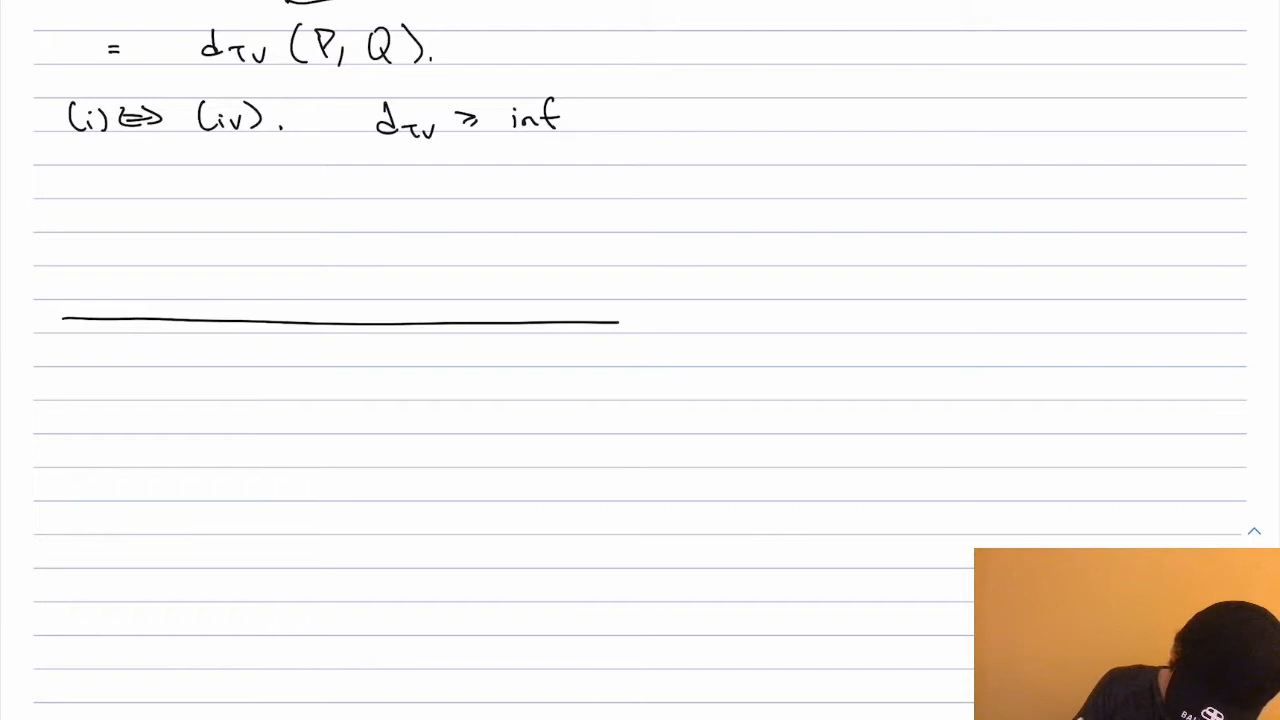 = d_TV (P, Q).
(i) ⟺ (iv). d_TV ≥ inf